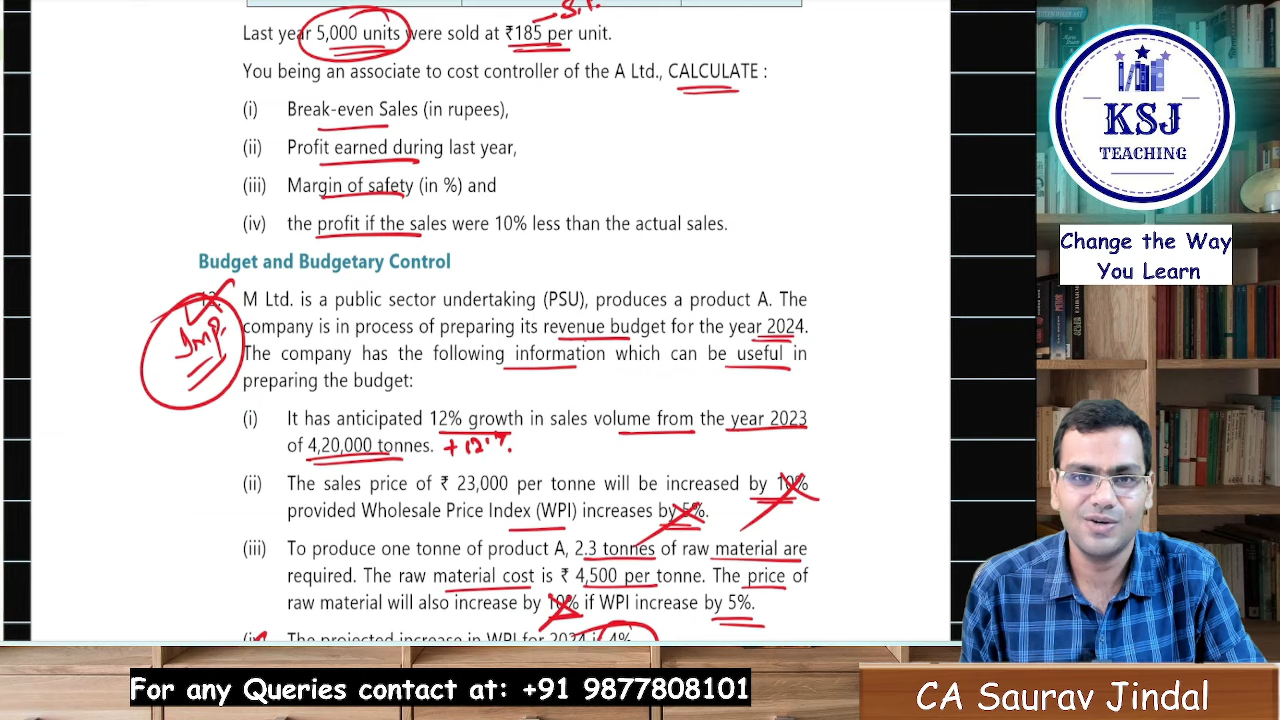 S.P.
Last year 5,000 units were sold at ₹185 per unit.
You being an associate to cost controller of the A Ltd., CALCULATE :
(i) Break-even Sales (in rupees),
(ii) Profit earned during last year,
(iii) Margin of safety (in %) and
(iv) the profit if the sales were 10% less than the actual sales.
Budget and Budgetary Control
Imp.
M Ltd. is a public sector undertaking (PSU), produces a product A. The
company is in process of preparing its revenue budget for the year 2024.
The company has the following information which can be useful in
preparing the budget:
(i) It has anticipated 12% growth in sales volume from the year 2023
of 4,20,000 tonnes. +12%.
(ii) The sales price of ₹ 23,000 per tonne will be increased by 10%
provided Wholesale Price Index (WPI) increases by 5%.
(iii) To produce one tonne of product A, 2.3 tonnes of raw material are
required. The raw material cost is ₹ 4,500 per tonne. The price of
raw material will also increase by 10% if WPI increase by 5%.
The projected increase in WPI for 2024 is 4%
KSJ
TEACHING
Change the Way
You Learn
For any Queries contact at: +91 9877808101
CA Saurav Jindal